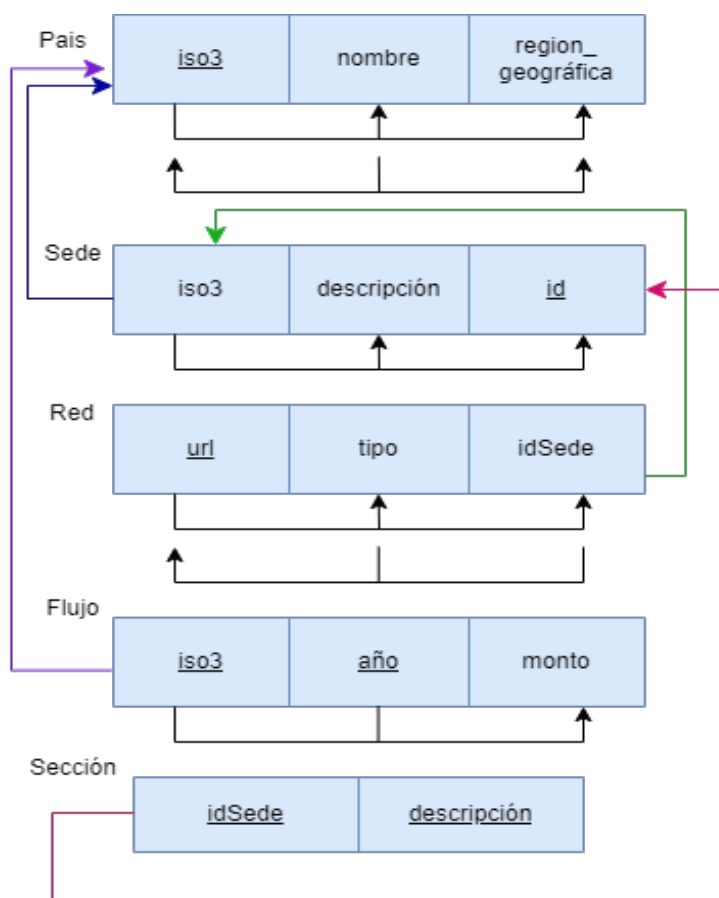 Pais
iso3
nombre
region_
geográfica
Sede
iso3
descripción
id
Red
url
tipo
idSede
Flujo
iso3
año
monto
Sección
idSede
descripción